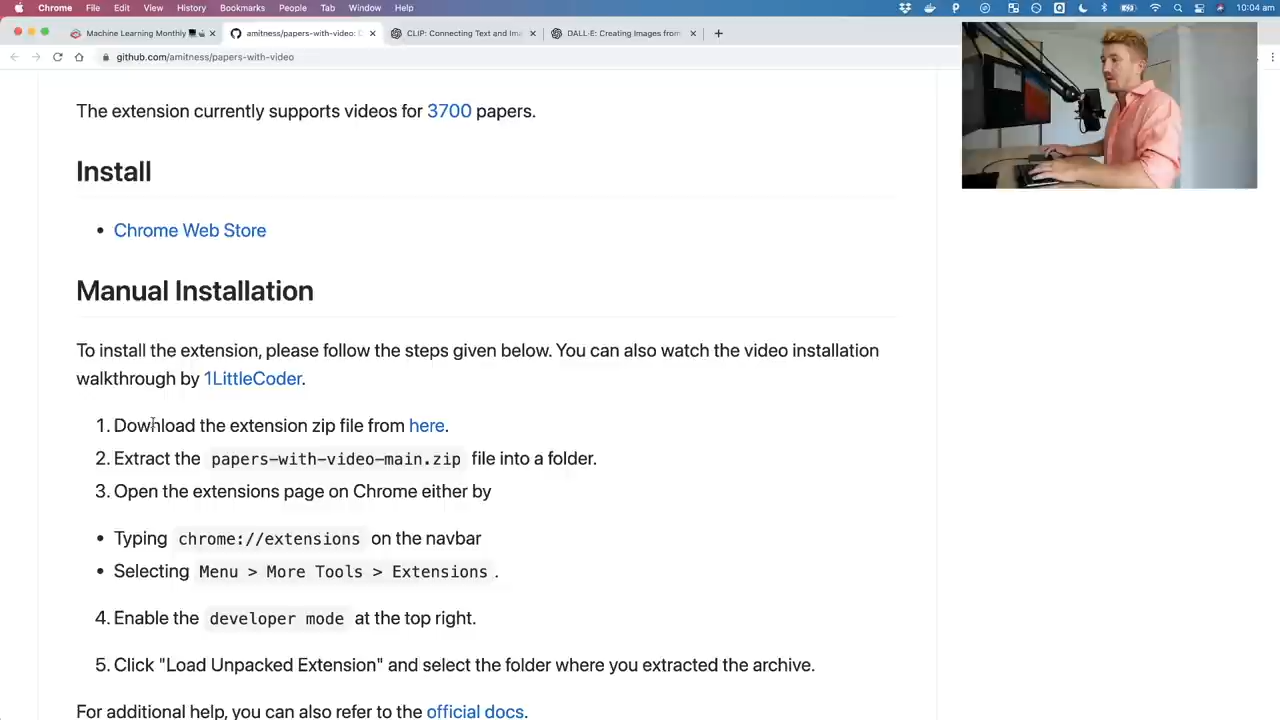 Chrome File Edit View History Bookmarks People Tab Window Help 10:04 am
Machine Learning Monthly amitness/papers-with-video: CLIP: Connecting Text and Ima DALL·E: Creating Images from
github.com/amitness/papers-with-video
The extension currently supports videos for 3700 papers.
Install
• Chrome Web Store
Manual Installation
To install the extension, please follow the steps given below. You can also watch the video installation
walkthrough by 1LittleCoder.
1. Download the extension zip file from here.
2. Extract the papers-with-video-main.zip file into a folder.
3. Open the extensions page on Chrome either by
• Typing chrome://extensions on the navbar
• Selecting Menu > More Tools > Extensions .
4. Enable the developer mode at the top right.
5. Click "Load Unpacked Extension" and select the folder where you extracted the archive.
For additional help, you can also refer to the official docs.